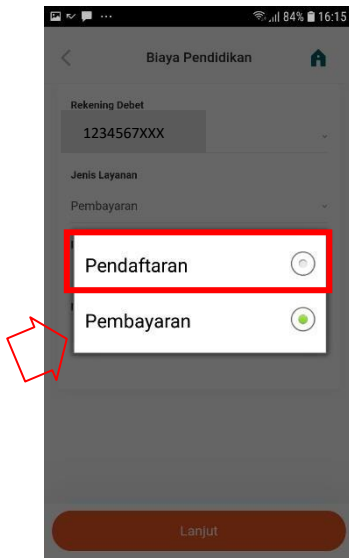 84% 16:15
Biaya Pendidikan
Rekening Debet
1234567XXX
Jenis Layanan
Pembayaran
Pendaftaran
Pembayaran
Lanjut